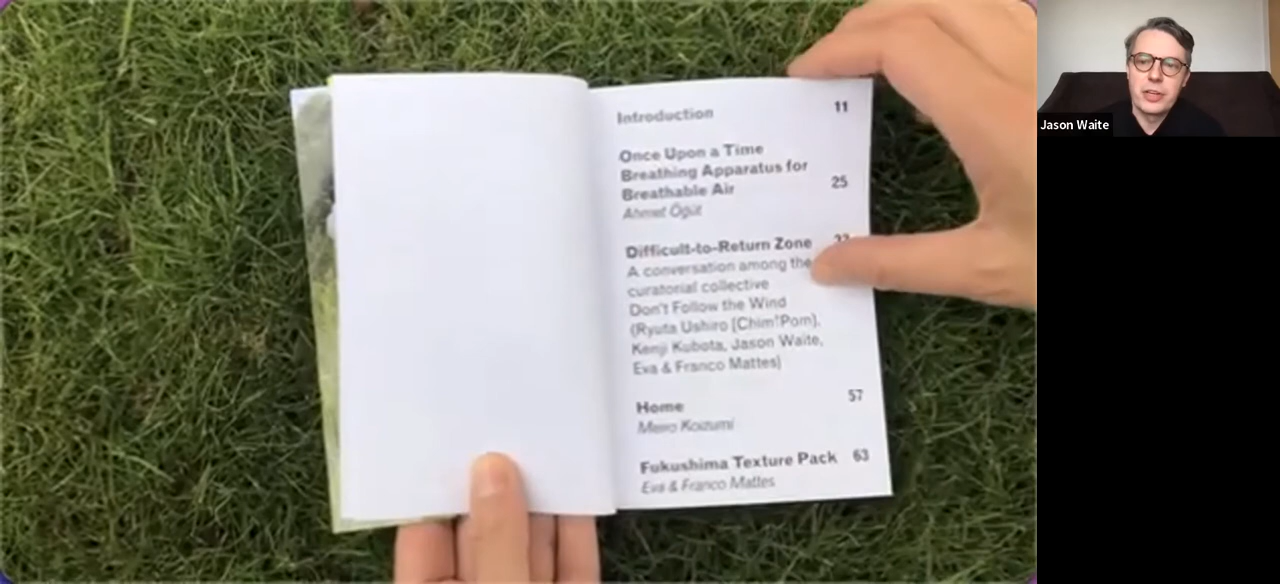 Introduction 11
Once Upon a Time
Breathing Apparatus for
Breathable Air 25
Ahmet Öğüt
Difficult-to-Return Zone
A conversation among the
curatorial collective
Don't Follow the Wind
(Ryuta Ushiro [Chim↑Pom],
Kenji Kubota, Jason Waite,
Eva & Franco Mattes)
Home 57
Meiro Koizumi
Fukushima Texture Pack 63
Eva & Franco Mattes
Jason Waite